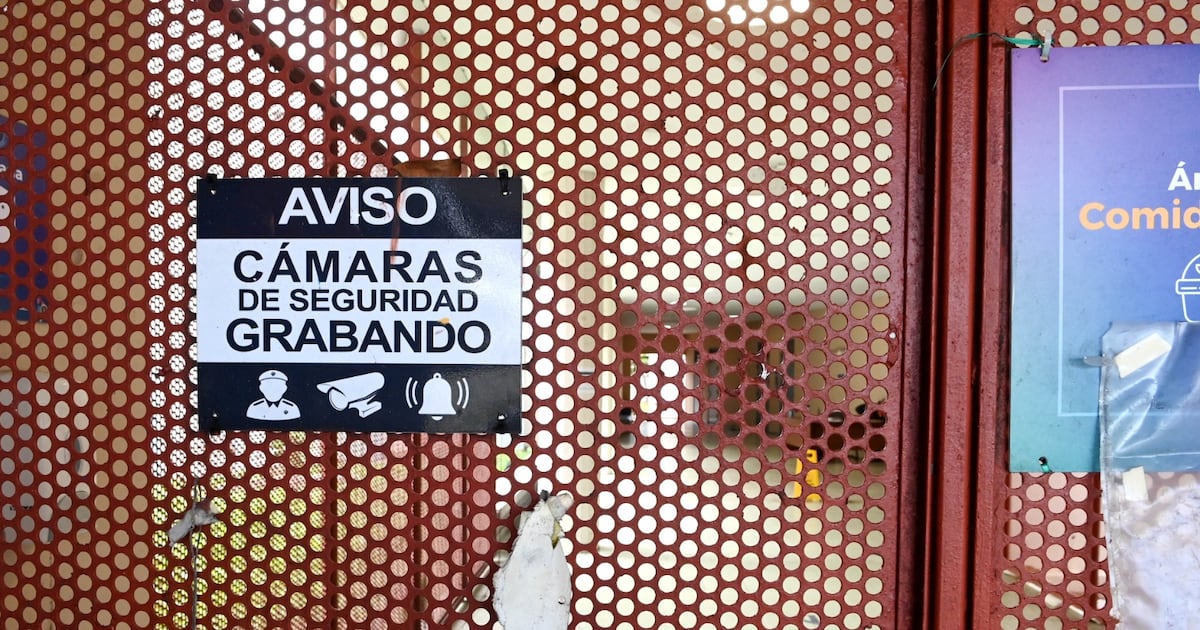 AVISO
CÁMARAS
DE SEGURIDAD
GRABANDO